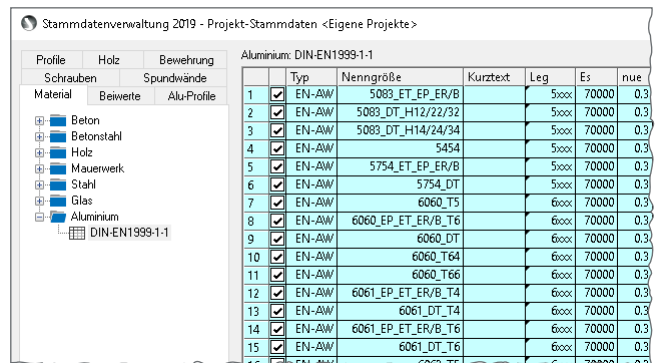 Stammdatenverwaltung 2019 - Projekt-Stammdaten <Eigene Projekte>
Profile Holz Bewehrung
Schrauben Spundwände
Material Beiwerte Alu-Profile
Beton
Betonstahl
Holz
Mauerwerk
Stahl
Glas
Aluminium
DIN-EN1999-1-1
Aluminium: DIN-EN1999-1-1
Typ Nenngröße Kurztext Leg Es nue
1 EN-AW 5083_ET_EP_ER/B 5xxx 70000 0.3
2 EN-AW 5083_DT_H12/22/32 5xxx 70000 0.3
3 EN-AW 5083_DT_H14/24/34 5xxx 70000 0.3
4 EN-AW 5454 5xxx 70000 0.3
5 EN-AW 5754_ET_EP_ER/B 5xxx 70000 0.3
6 EN-AW 5754_DT 5xxx 70000 0.3
7 EN-AW 6060_T5 6xxx 70000 0.3
8 EN-AW 6060_EP_ET_ER/B_T6 6xxx 70000 0.3
9 EN-AW 6060_DT 6xxx 70000 0.3
10 EN-AW 6060_T64 6xxx 70000 0.3
11 EN-AW 6060_T66 6xxx 70000 0.3
12 EN-AW 6061_EP_ET_ER/B_T4 6xxx 70000 0.3
13 EN-AW 6061_DT_T4 6xxx 70000 0.3
14 EN-AW 6061_EP_ET_ER/B_T6 6xxx 70000 0.3
15 EN-AW 6061_DT_T6 6xxx 70000 0.3